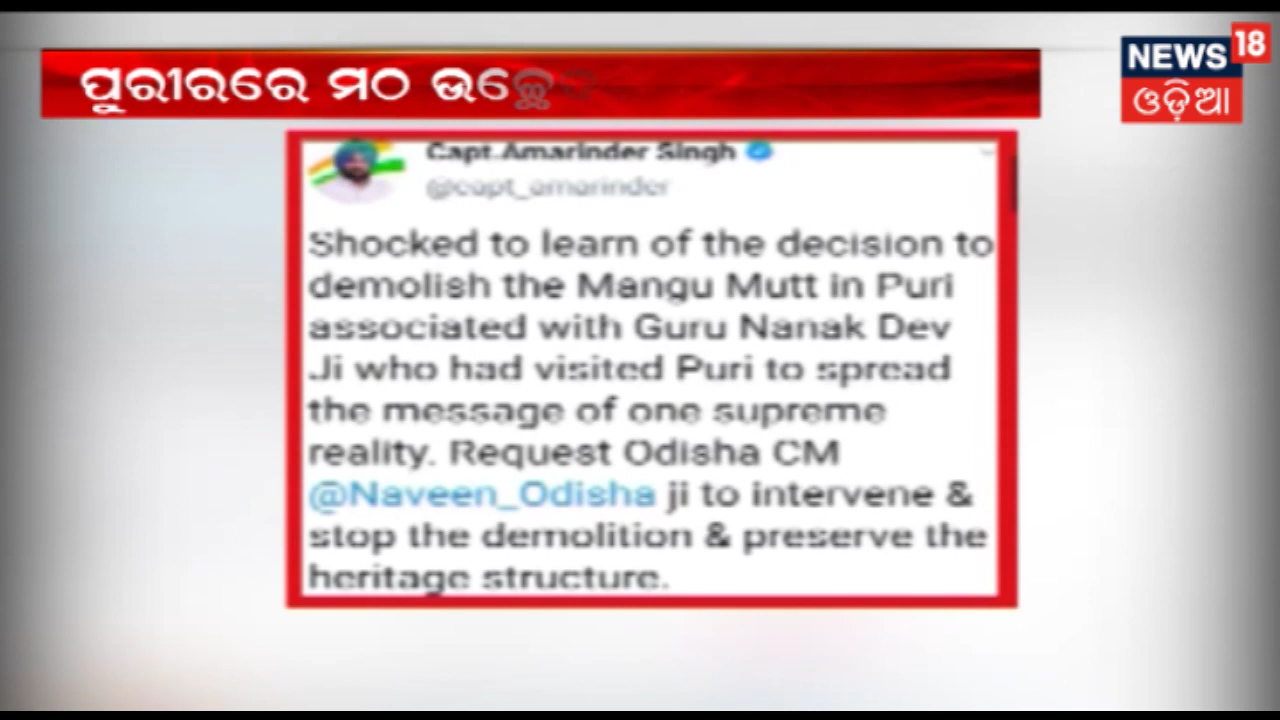 ପୁରୀରରେ ମଠ
NEWS 18
ଓଡ଼ିଆ
Capt.Amarinder Singh
@capt_amarinder
Shocked to learn of the decision to
demolish the Mangu Mutt in Puri
associated with Guru Nanak Dev
Ji who had visited Puri to spread
the message of one supreme
reality. Request Odisha CM
@Naveen_Odisha ji to intervene &
stop the demolition & preserve the
heritage structure.